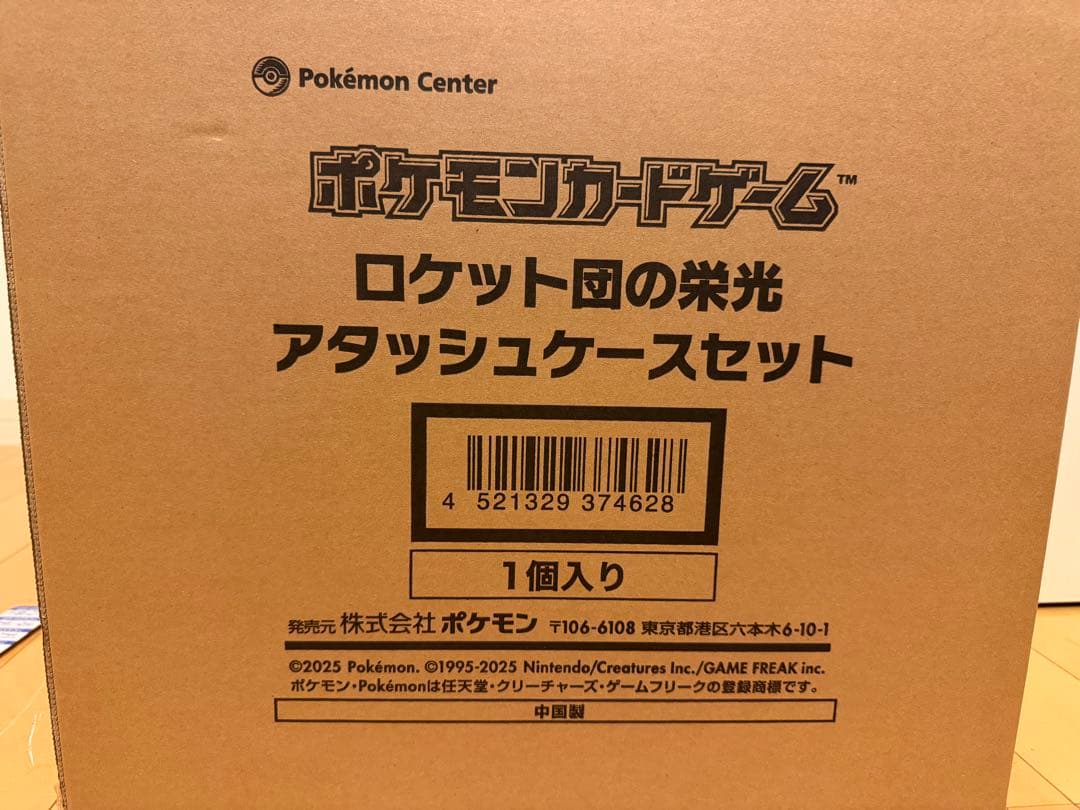 Pokémon Center
ポケモンカードゲーム™
ロケット団の栄光
アタッシュケースセット
4 521329 374628
1個入り
発売元 株式会社 ポケモン 〒106-6108 東京都港区六本木6-10-1
©2025 Pokémon. ©1995-2025 Nintendo/Creatures Inc./GAME FREAK inc.
ポケモン・Pokémonは任天堂・クリーチャーズ・ゲームフリークの登録商標です。
中国製